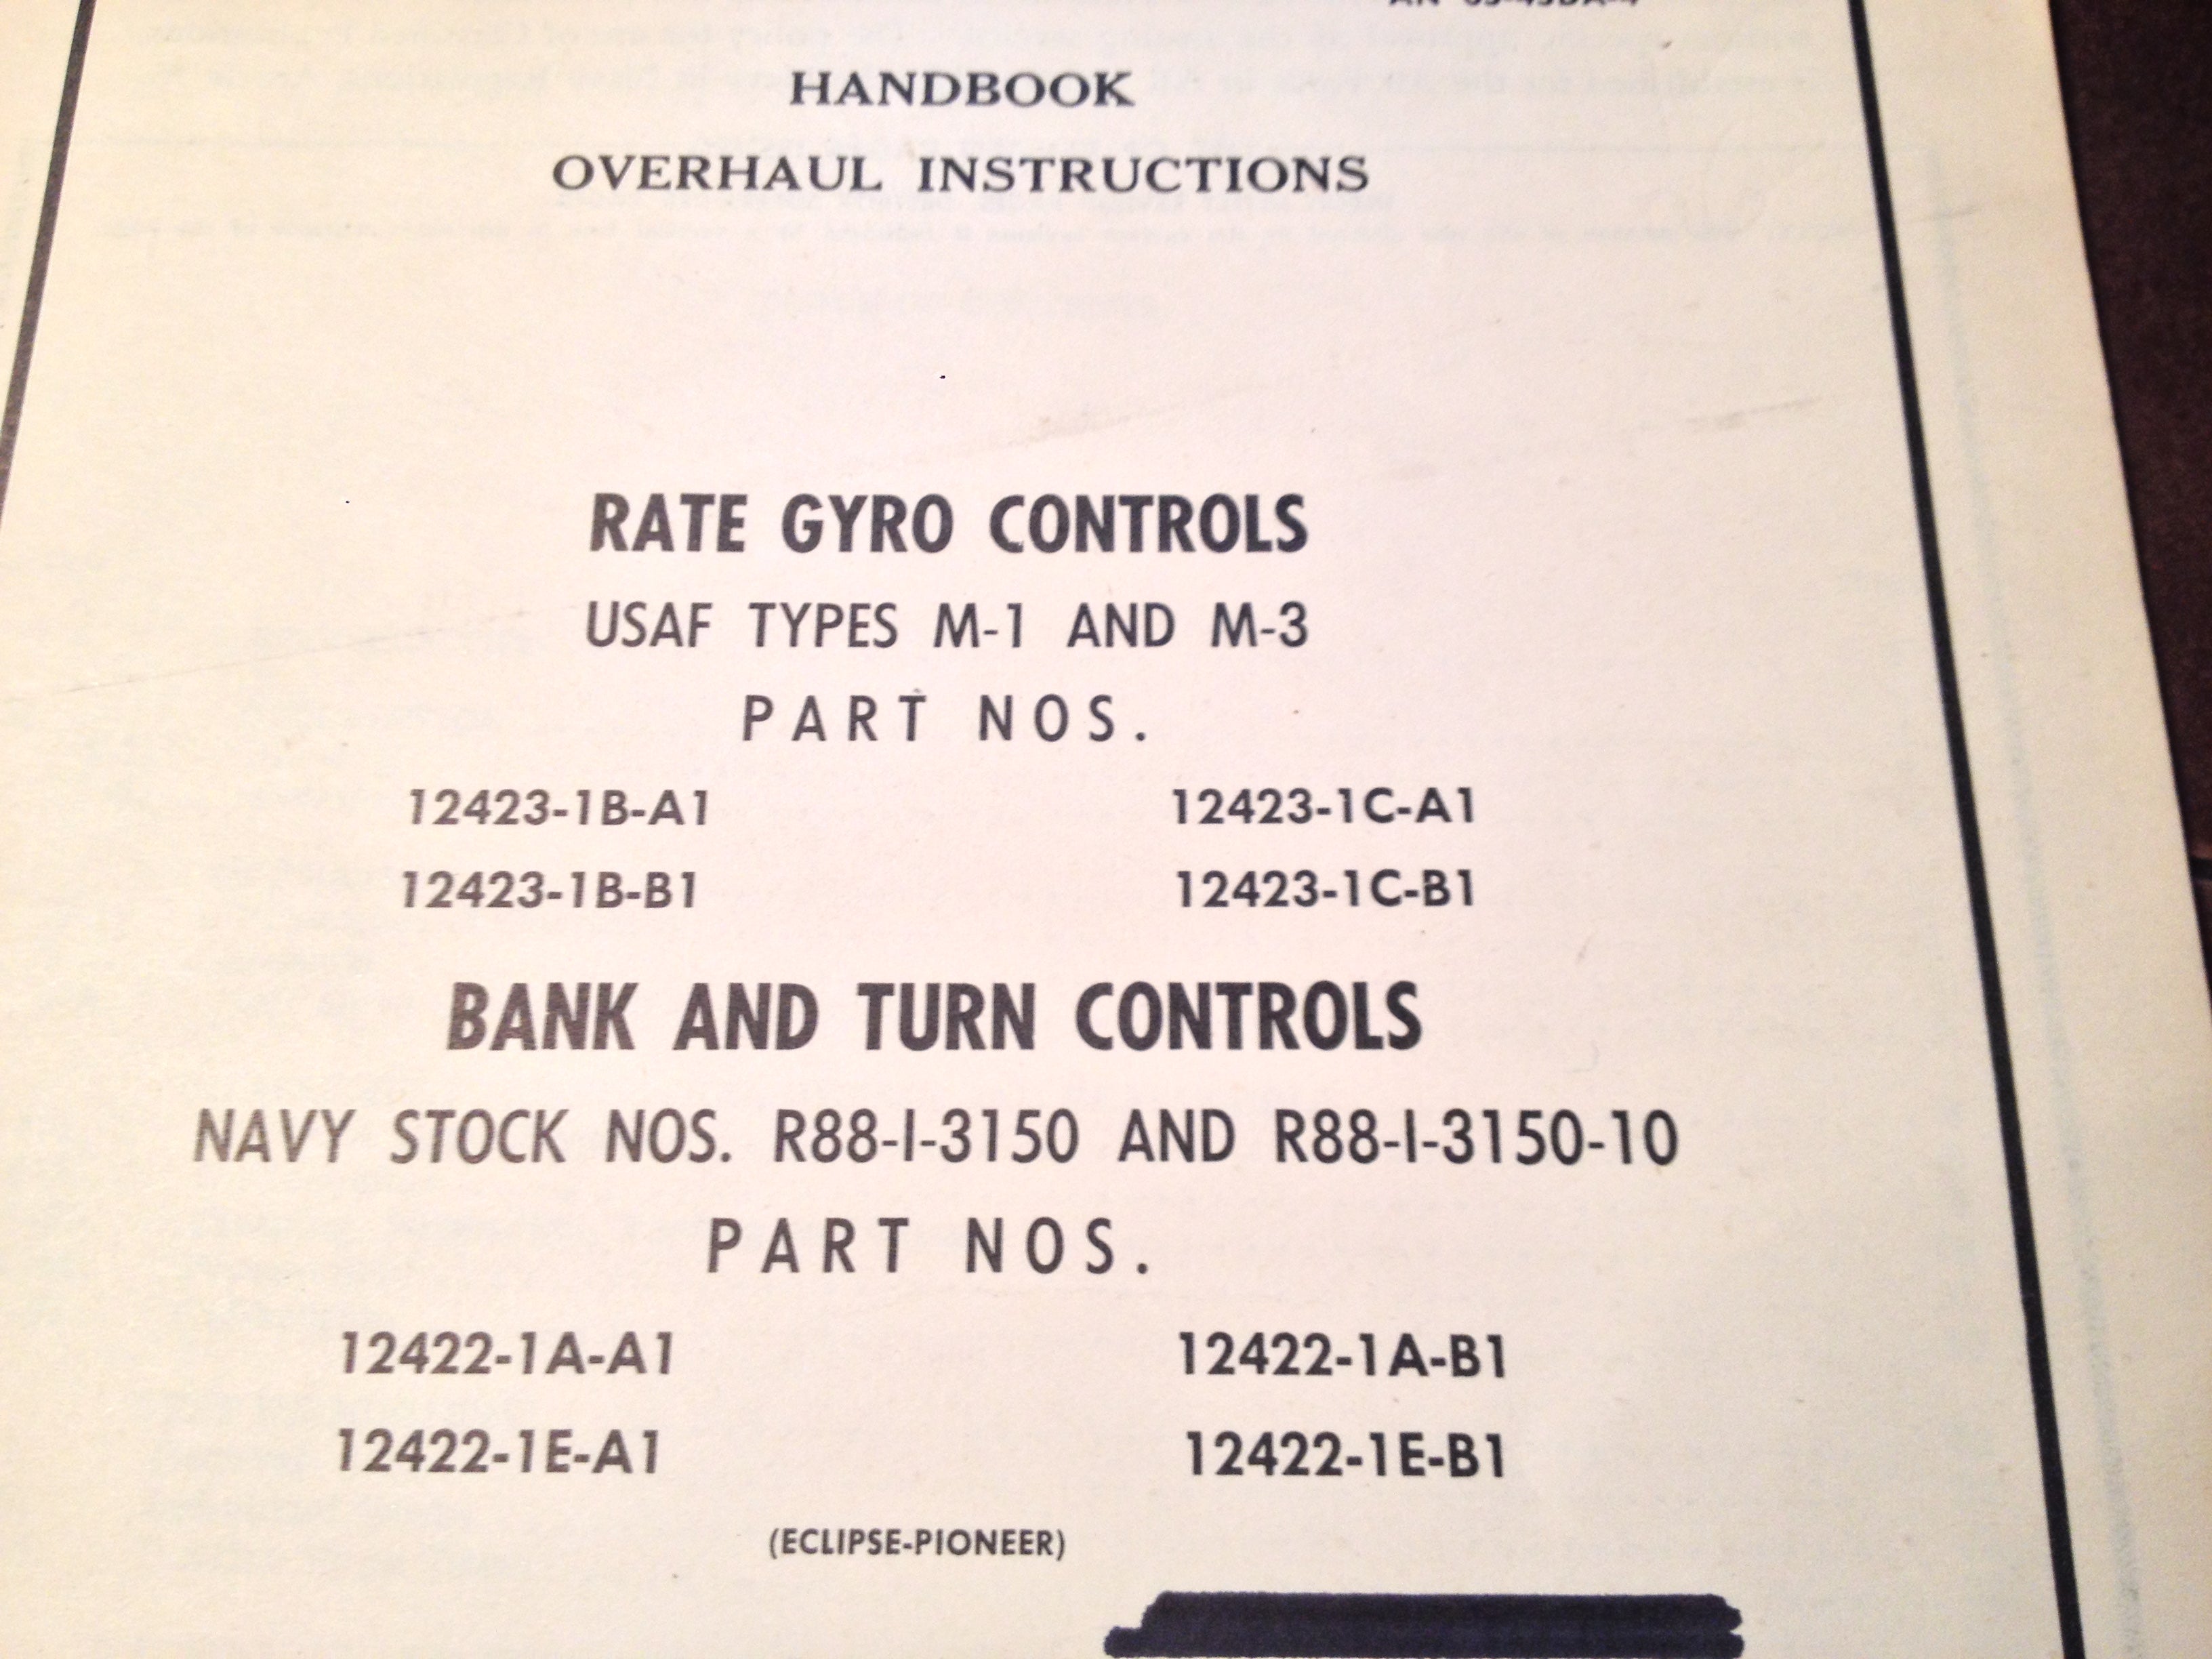 HANDBOOK
OVERHAUL INSTRUCTIONS
RATE GYRO CONTROLS
USAF TYPES M-1 AND M-3
PART NOS.
12423-1B-A1 12423-1C-A1
12423-1B-B1 12423-1C-B1
BANK AND TURN CONTROLS
NAVY STOCK NOS. R88-I-3150 AND R88-I-3150-10
PART NOS.
12422-1A-A1 12422-1A-B1
12422-1E-A1 12422-1E-B1
(ECLIPSE-PIONEER)